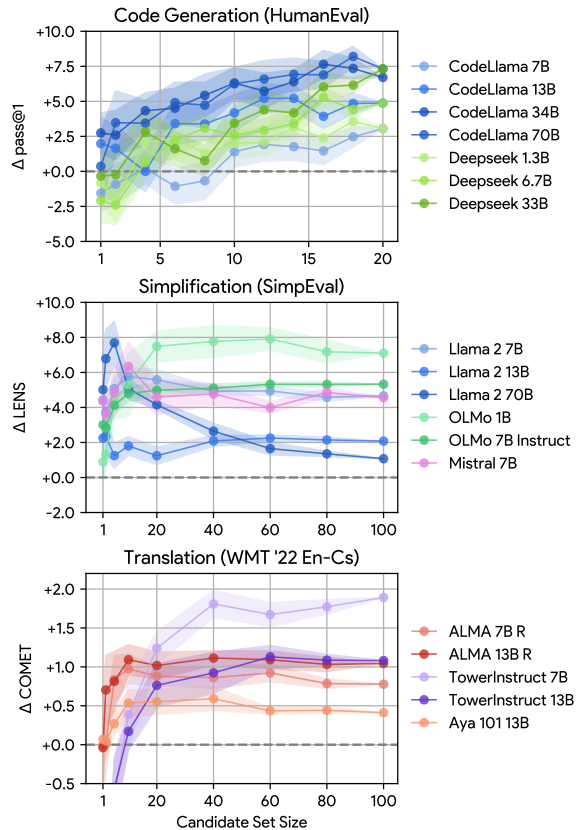 Code Generation (HumanEval)
+10.0
+7.5
+5.0
+2.5
+0.0
-2.5
-5.0
Δ pass@1
1
5
10
15
20
CodeLlama 7B
CodeLlama 13B
CodeLlama 34B
CodeLlama 70B
Deepseek 1.3B
Deepseek 6.7B
Deepseek 33B
Simplification (SimpEval)
+10.0
+8.0
+6.0
+4.0
+2.0
+0.0
-2.0
Δ LENS
1
20
40
60
80
100
Llama 2 7B
Llama 2 13B
Llama 2 70B
OLMo 1B
OLMo 7B Instruct
Mistral 7B
Translation (WMT '22 En-Cs)
+2.0
+1.5
+1.0
+0.5
+0.0
-0.5
Δ COMET
1
20
40
60
80
100
Candidate Set Size
ALMA 7B R
ALMA 13B R
TowerInstruct 7B
TowerInstruct 13B
Aya 101 13B